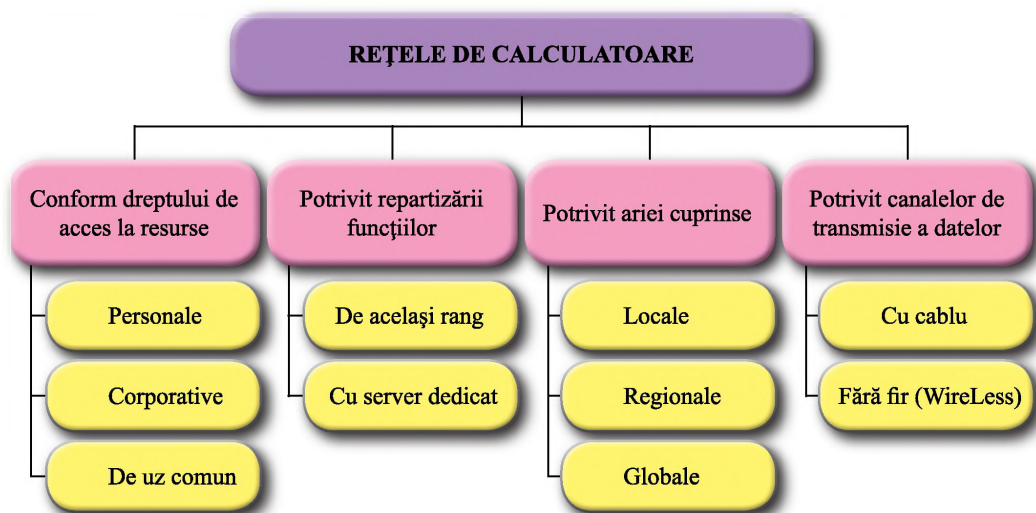 REŢELE DE CALCULATOARE
Conform dreptului de
acces la resurse
Personale
Corporative
De uz comun
Potrivit repartizării
funcţiilor
De acelaşi rang
Cu server dedicat
Potrivit ariei cuprinse
Locale
Regionale
Globale
Potrivit canalelor de
transmisie a datelor
Cu cablu
Fără fir (WireLess)